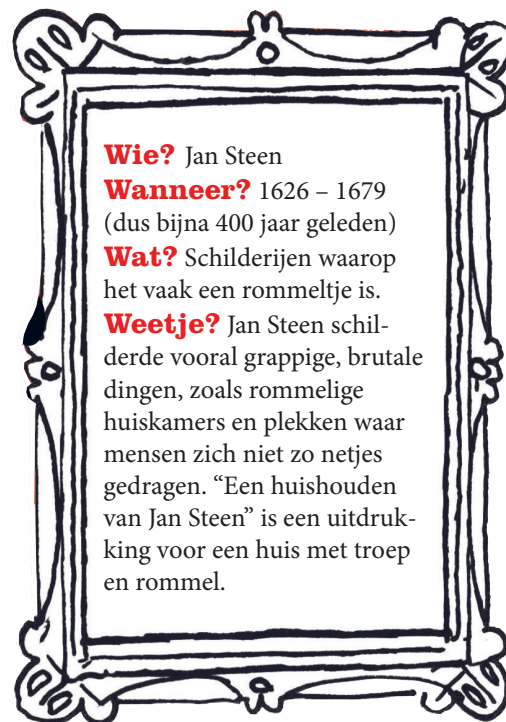 Wie? Jan Steen
Wanneer? 1626 – 1679
(dus bijna 400 jaar geleden)
Wat? Schilderijen waarop
het vaak een rommeltje is.
Weetje? Jan Steen schil-
derde vooral grappige, brutale
dingen, zoals rommelige
huiskamers en plekken waar
mensen zich niet zo netjes
gedragen. “Een huishouden
van Jan Steen” is een uitdruk-
king voor een huis met troep
en rommel.